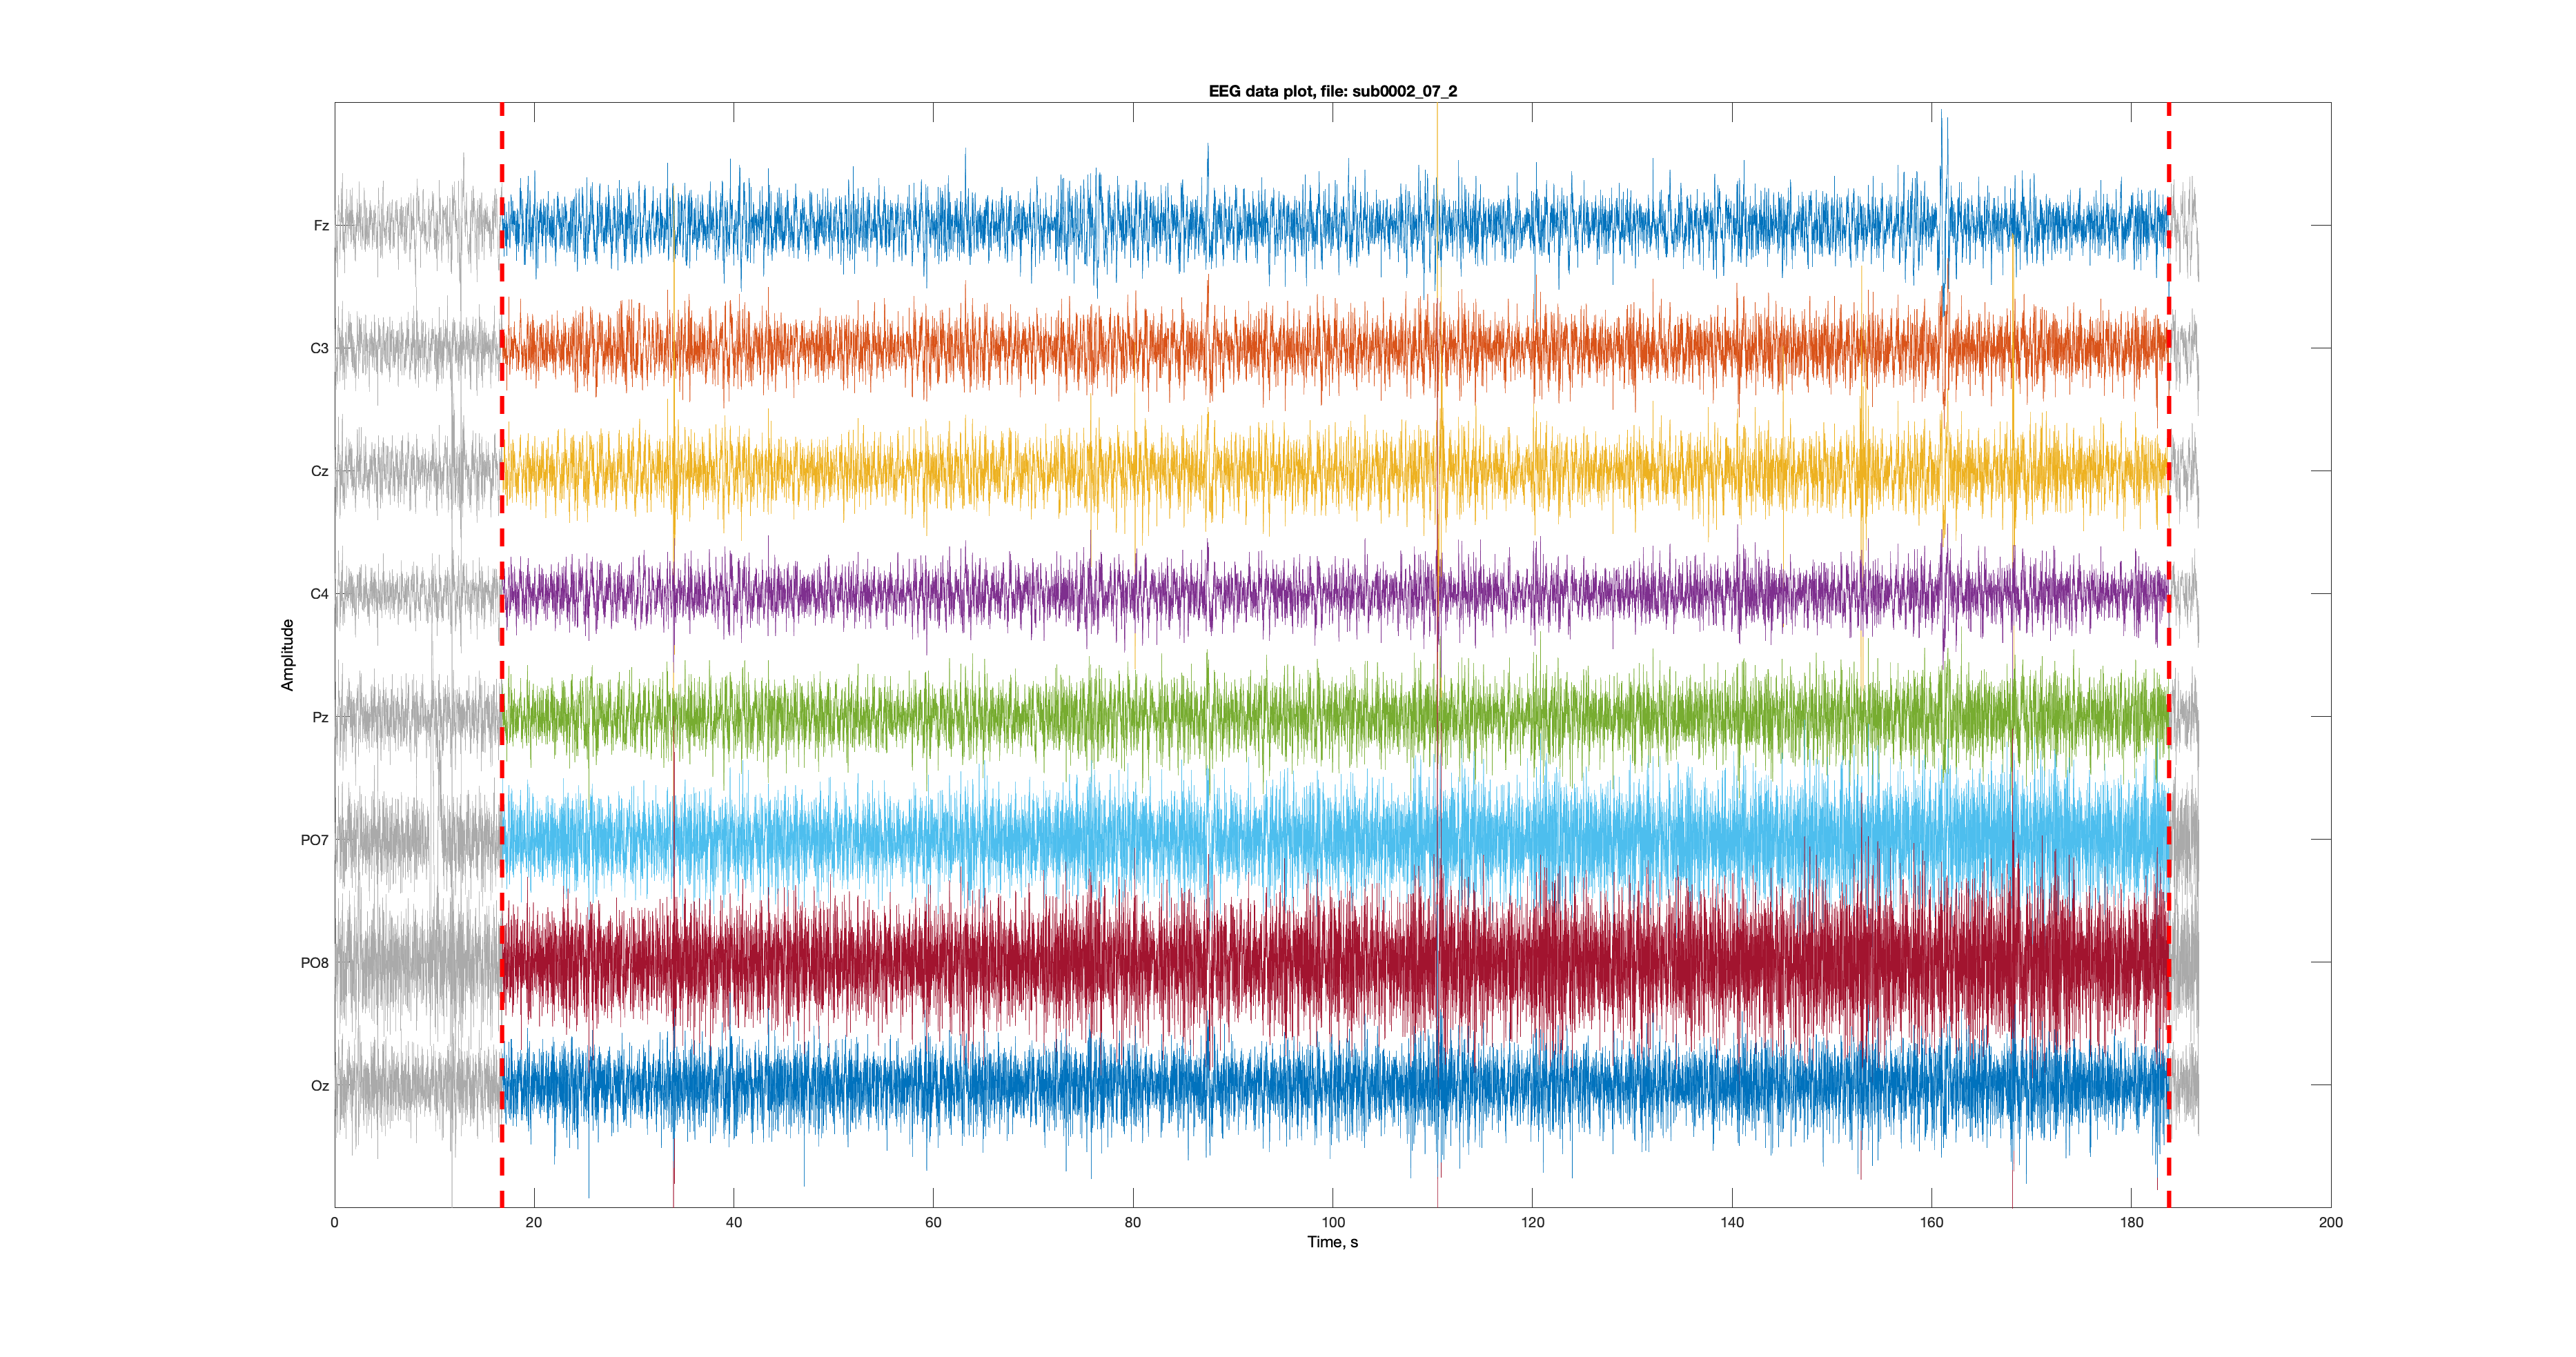 EEG data plot, file: sub0002_07_2
Amplitude
Fz
C3
Cz
C4
Pz
PO7
PO8
Oz
0 20 40 60 80 100 120 140 160 180 200
Time, s